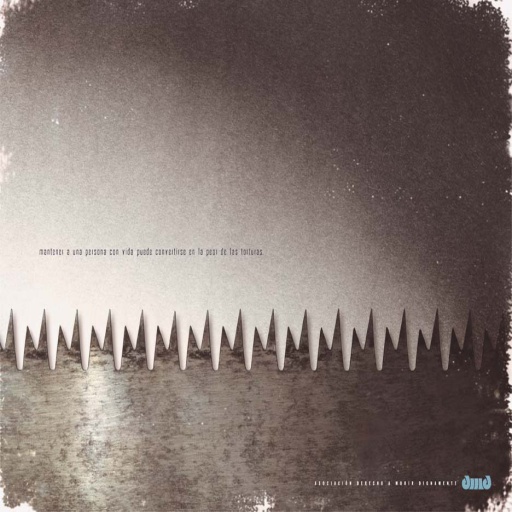 mantener a una persona con vida puede convertirse en la peor de las torturas.
ASOCIACIÓN DERECHO A MORIR DIGNAMENTE dmd